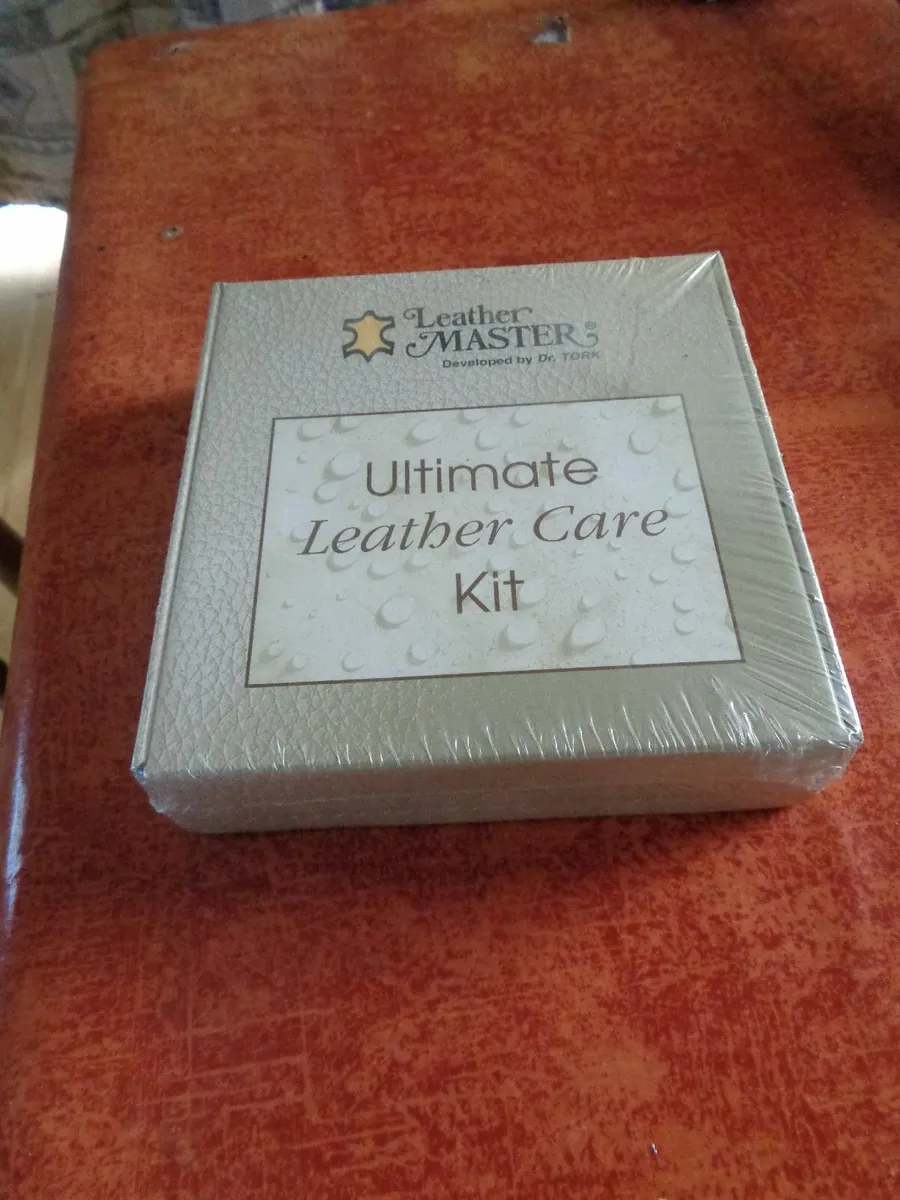 Leather
MASTER®
Developed by Dr. TORK
Ultimate
Leather Care
Kit